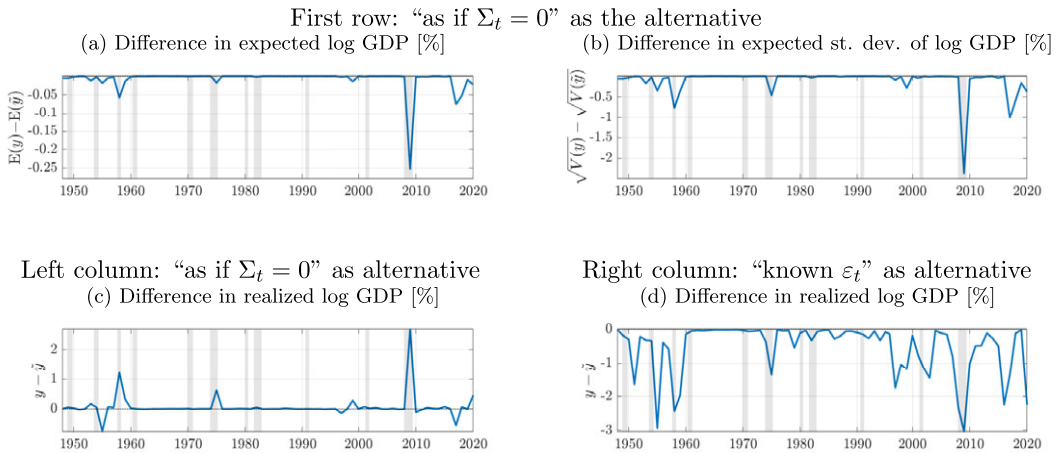 First row: “as if Σₜ = 0” as the alternative
(a) Difference in expected log GDP [%]
(b) Difference in expected st. dev. of log GDP [%]
E(y)−E(ỹ)
-0.05
-0.1
-0.15
-0.2
-0.25
1950 1960 1970 1980 1990 2000 2010 2020
√V(y) − √V(ỹ)
-0.5
-1
-1.5
-2
1950 1960 1970 1980 1990 2000 2010 2020
Left column: “as if Σₜ = 0” as alternative
(c) Difference in realized log GDP [%]
Right column: “known εₜ” as alternative
(d) Difference in realized log GDP [%]
y − ỹ
2
1
0
1950 1960 1970 1980 1990 2000 2010 2020
y − ỹ
0
-1
-2
-3
1950 1960 1970 1980 1990 2000 2010 2020